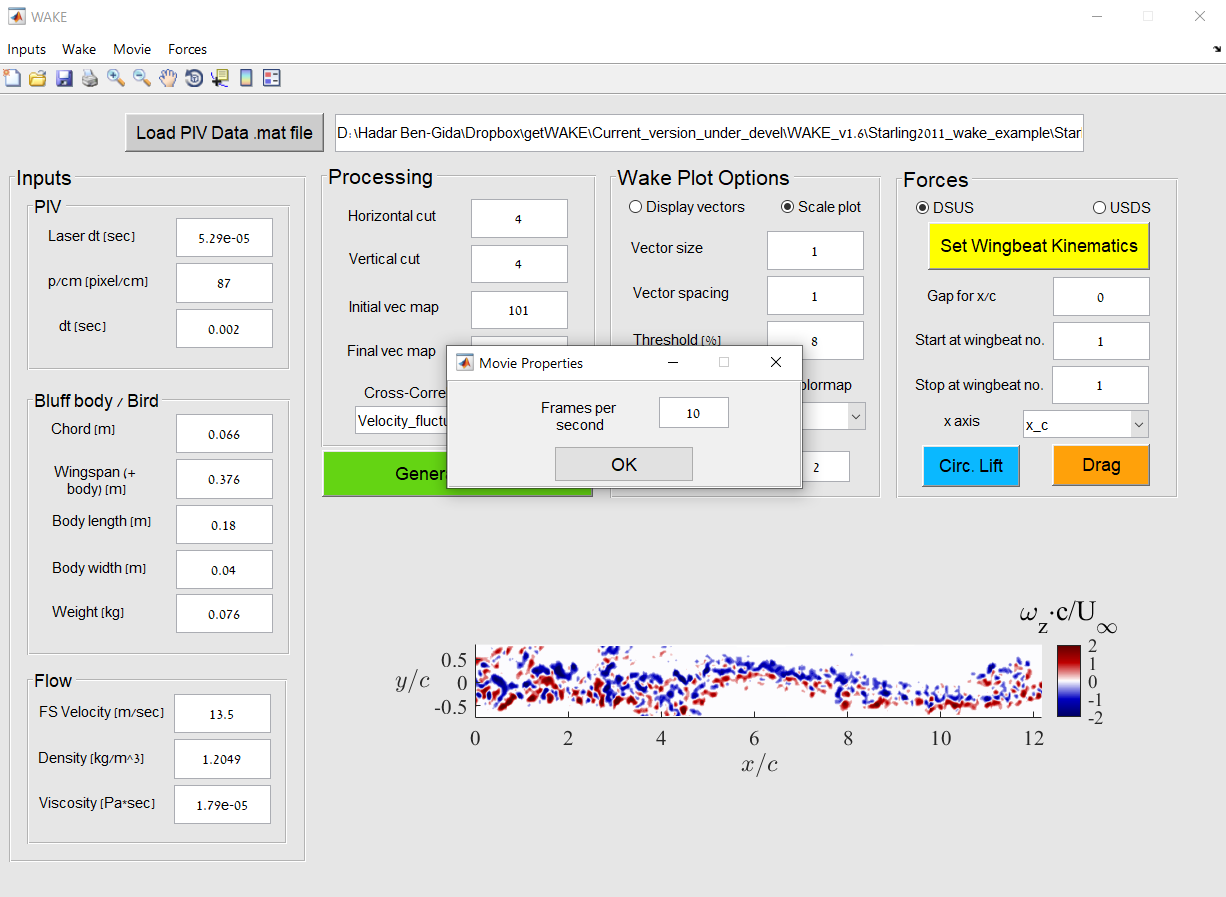 WAKE
Inputs Wake Movie Forces
Load PIV Data .mat file
D:\Hadar Ben-Gida\Dropbox\getWAKE\Current_version_under_devel\WAKE_v1.6\Starling2011_wake_example\Star
Inputs
PIV
Laser dt [sec] 5.29e-05
p/cm [pixel/cm] 87
dt [sec] 0.002
Bluff body / Bird
Chord [m] 0.066
Wingspan (+
body) [m] 0.376
Body length [m] 0.18
Body width [m] 0.04
Weight [kg] 0.076
Flow
FS Velocity [m/sec] 13.5
Density [kg/m^3] 1.2049
Viscosity [Pa*sec] 1.79e-05
Processing
Horizontal cut 4
Vertical cut 4
Initial vec map 101
Final vec map
Cross-Corre
Velocity_fluctu
Gener
Wake Plot Options
Display vectors Scale plot
Vector size 1
Vector spacing 1
Threshold [%] 8
olormap
2
Forces
DSUS USDS
Set Wingbeat Kinematics
Gap for x/c 0
Start at wingbeat no. 1
Stop at wingbeat no. 1
x axis x_c
Circ. Lift Drag
Movie Properties
Frames per
second 10
OK
ω_z·c/U_∞
y/c
0.5
0
-0.5
0 2 4 6 8 10 12
x/c
2
1
0
-1
-2